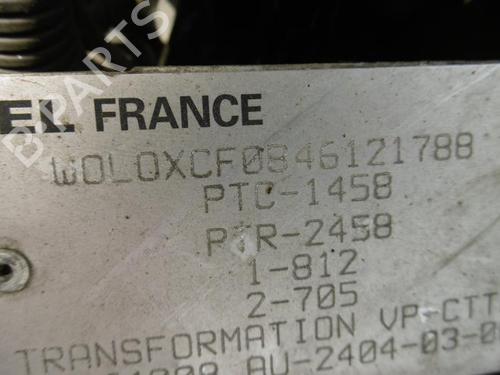 EL FRANCE
W0L0XCF0846121788
PTC-1458
PTR-2458
1-812
2-705
TRANSFORMATION VP-CTT
AU-2404-03-0
B PARTS